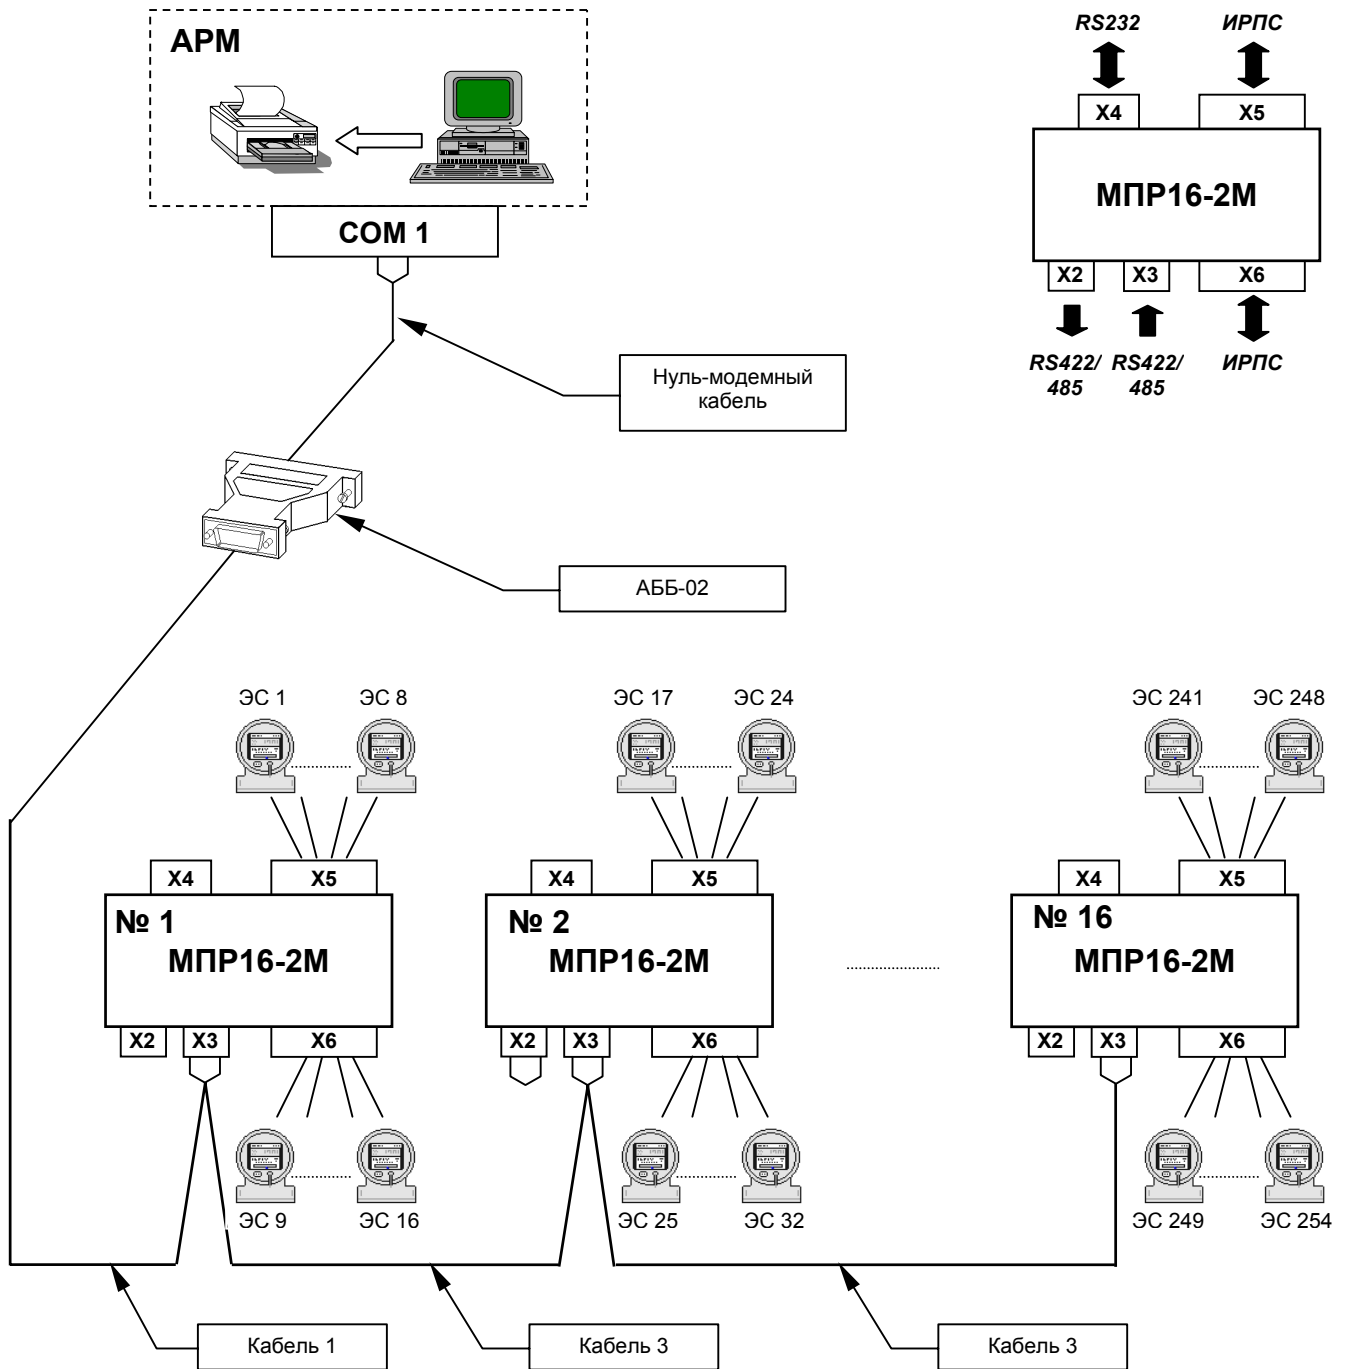 АРМ
COM 1
RS232 ИРПС
X4 X5
МПР16-2М
X2 X3 X6
RS422/ RS422/ ИРПС
485 485
Нуль-модемный
кабель
АББ-02
ЭС 1 ЭС 8 ЭС 17 ЭС 24 ЭС 241 ЭС 248
X4 X5 X4 X5 X4 X5
№ 1 № 2 № 16
МПР16-2М МПР16-2М МПР16-2М
X2 X3 X6 X2 X3 X6 X2 X3 X6
ЭС 9 ЭС 16 ЭС 25 ЭС 32 ЭС 249 ЭС 254
Кабель 1 Кабель 3 Кабель 3